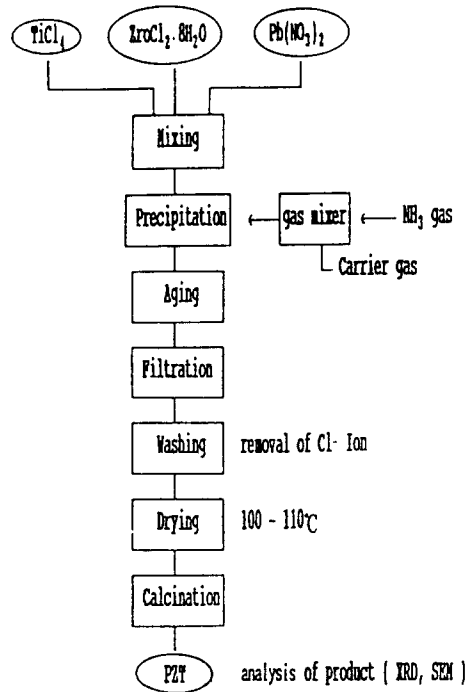 TiCl₄
ZroCl₂·8H₂O
Pb(NO₃)₂
Mixing
Precipitation
gas mixer
NH₃ gas
Carrier gas
Aging
Filtration
Washing
removal of Cl- Ion
Drying
100 - 110℃
Calcination
PZT
analysis of product ( XRD, SEM )